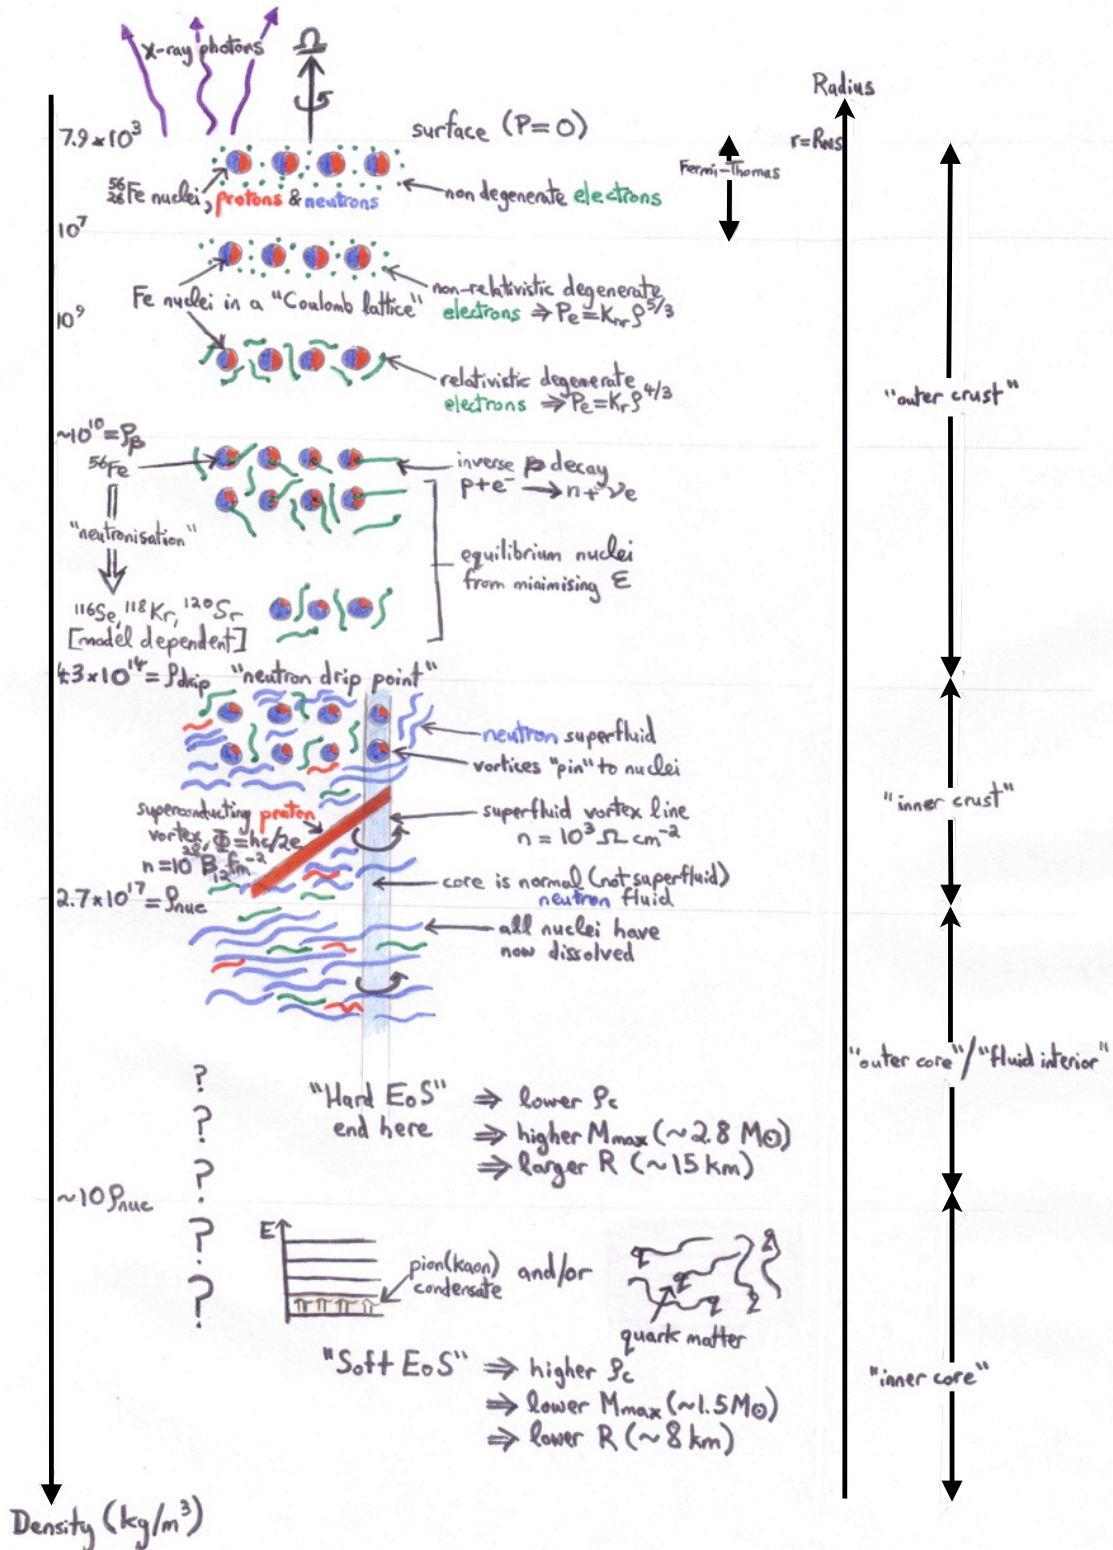 X-ray photons
Ω
Radius
7.9×10³
surface (P=0)
r=RNS
Fermi-Thomas
⁵⁶₂₆Fe nuclei, protons & neutrons
non degenerate electrons
10⁷
Fe nuclei in a "Coulomb lattice"
non-relativistic degenerate
electrons ⇒ Pe=Knrρ^5/3
10⁹
relativistic degenerate
electrons ⇒ Pe=Krρ^4/3
"outer crust"
~10¹⁰=ρβ
⁵⁶Fe
inverse β decay
p+e⁻ → n+νe
"neutronisation"
equilibrium nuclei
from minimising ε
¹¹⁶Se, ¹¹⁸Kr, ¹²⁰Sr
[model dependent]
4.3×10¹⁴=ρdrip "neutron drip point"
neutron superfluid
vortices "pin" to nuclei
"inner crust"
superconducting proton
vortex, Φ=hc/2e
superfluid vortex line
n = 10³ Ω cm⁻²
core is normal (not superfluid)
neutron fluid
2.7×10¹⁷=ρnuc
all nuclei have
now dissolved
"outer core"/"fluid interior"
?
?
?
?
?
"Hard EoS"
end here
⇒ lower ρc
⇒ higher Mmax (~2.8 M⊙)
⇒ larger R (~15 km)
~10ρnuc
E
π π π π
pion(kaon)
condensate
and/or
q
q
q
q
q
quark matter
"Soft EoS"
⇒ higher ρc
⇒ lower Mmax (~1.5M⊙)
⇒ lower R (~8 km)
"inner core"
Density (kg/m³)